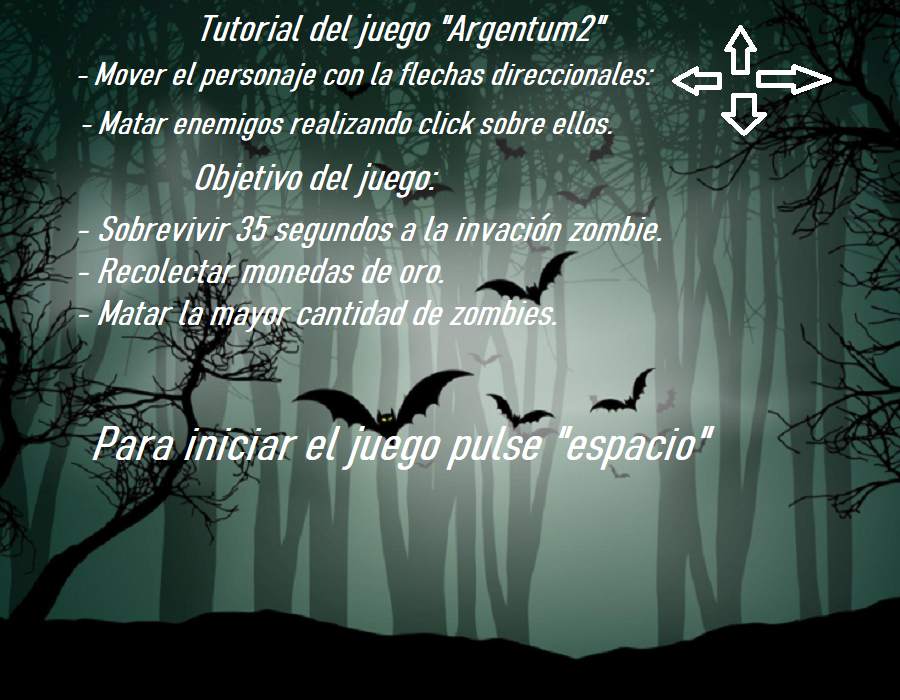 Tutorial del juego "Argentum2"
- Mover el personaje con la flechas direccionales:
- Matar enemigos realizando click sobre ellos.
Objetivo del juego:
- Sobrevivir 35 segundos a la invación zombie.
- Recolectar monedas de oro.
- Matar la mayor cantidad de zombies.
Para iniciar el juego pulse "espacio"